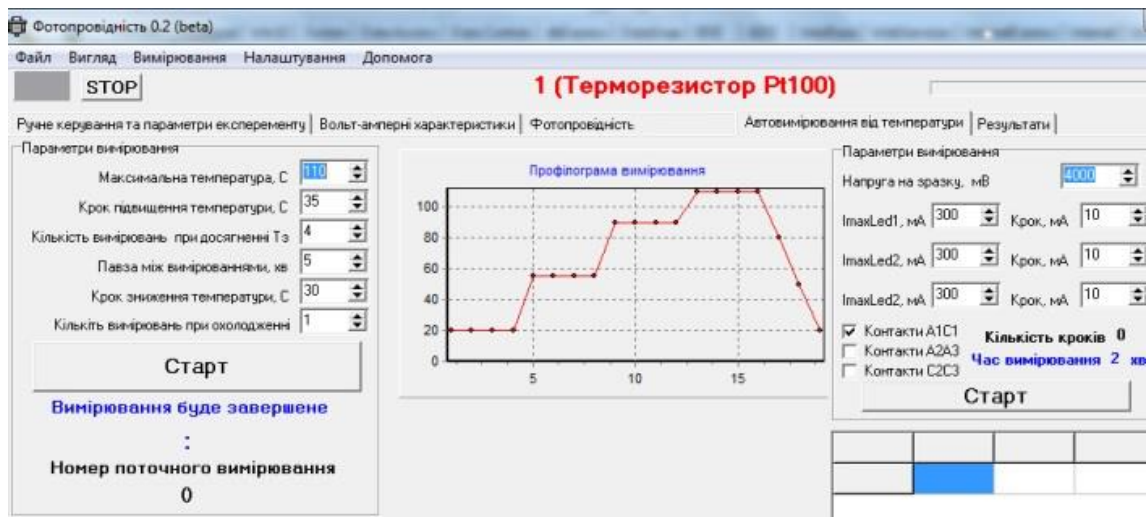 Фотопровідність 0.2 (beta)
Файл Вигляд Вимірювання Налаштування Допомога
STOP
1 (Терморезистор Pt100)
Ручне керування та параметри експеременту Вольт-амперні характеристики Фотопровідність Автовимірювання від температури Результати
Параметри вимірювання
Максимальна температура, С 110
Крок підвищення температури, С 35
Кількість вимірювань при досягненні Тз 4
Павза між вимірюваннями, хв 5
Крок зниження температури, С 30
Кількіть вимірювань при охолодженні 1
Старт
Вимірювання буде завершене
:
Номер поточного вимірювання
0
Профілограма вимірювання
100
80
60
40
20
0
5 10 15
Параметри вимірювання
Напруга на зразку, мВ 4000
ImaxLed1, мА 300 Крок, мА 10
ImaxLed2, мА 300 Крок, мА 10
ImaxLed2, мА 300 Крок, мА 10
Контакти А1С1
Контакти А2А3
Контакти С2С3
Кількість кроків 0
Час вимірювання 2 хв
Старт